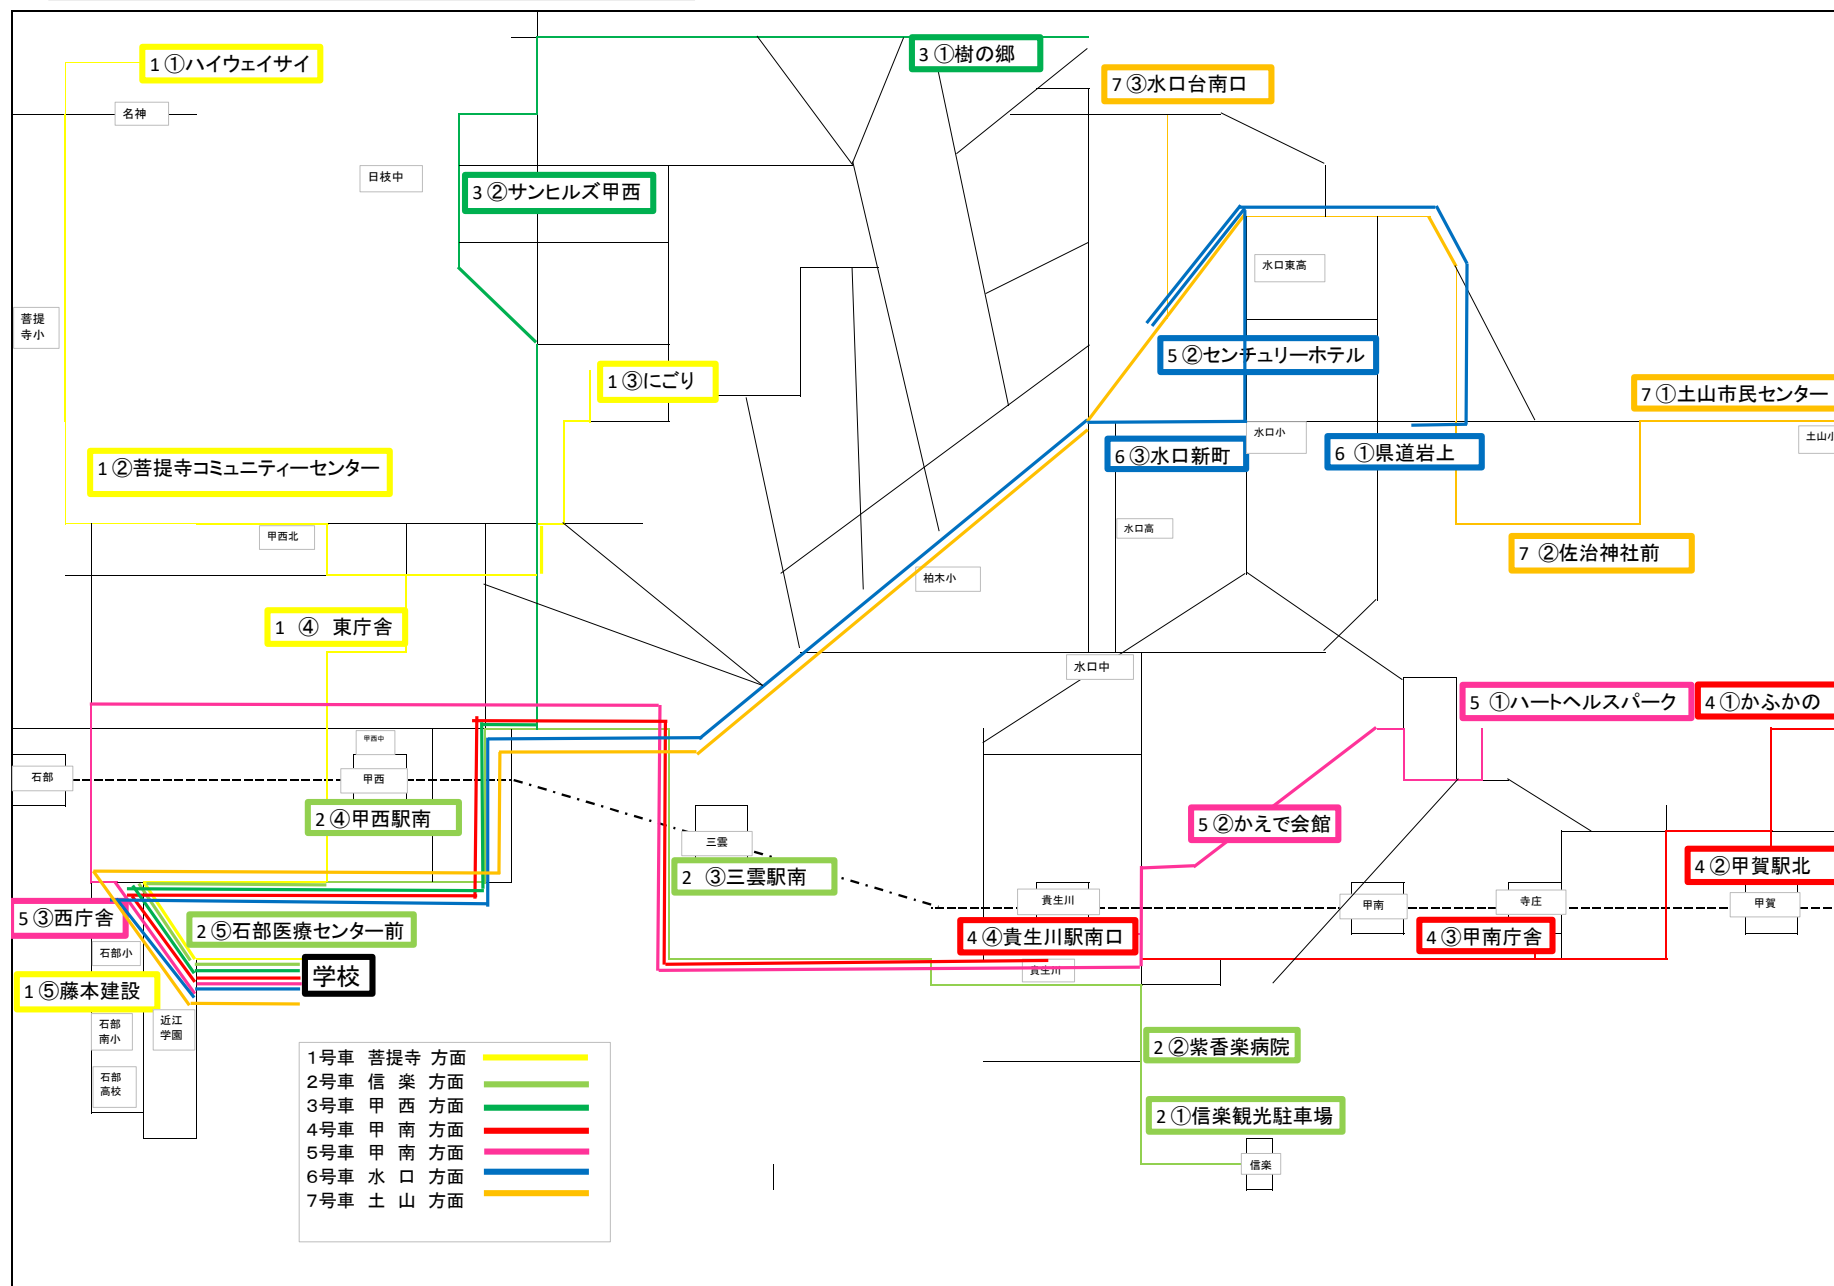 1 ①ハイウェイサイ
3 ①樹の郷
7 ③水口台南口
名神
日枝中
3 ②サンヒルズ甲西
水口東高
菩提
寺小
5 ②センチュリーホテル
1 ③にごり
7 ①土山市民センター
水口小
土山小
1 ②菩提寺コミュニティーセンター
6 ③水口新町
6 ①県道岩上
甲西北
水口高
7 ②佐治神社前
柏木小
1 ④ 東庁舎
水口中
5 ①ハートヘルスパーク
4 ①かふかの
甲西中
石部
甲西
2 ④甲西駅南
三雲
5 ②かえで会館
2 ③三雲駅南
4 ②甲賀駅北
貴生川
甲南
寺庄
甲賀
5 ③西庁舎
2 ⑤石部医療センター前
4 ④貴生川駅南口
4 ③甲南庁舎
石部小
学校
貴生川
1 ⑤藤本建設
石部
南小
近江
学園
2 ②紫香楽病院
石部
高校
1号車 菩提寺 方面
2号車 信 楽 方面
3号車 甲 西 方面
4号車 甲 南 方面
5号車 甲 南 方面
6号車 水 口 方面
7号車 土 山 方面
2 ①信楽観光駐車場
信楽